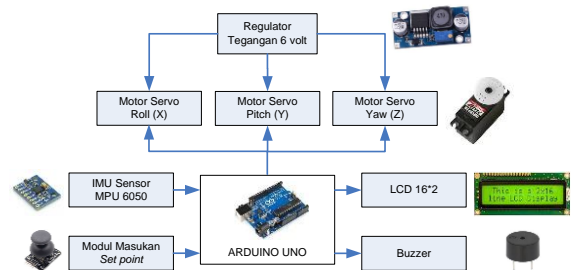 Regulator
Tegangan 6 volt
Motor Servo
Roll (X)
Motor Servo
Pitch (Y)
Motor Servo
Yaw (Z)
IMU Sensor
MPU 6050
LCD 16*2
This is a 2x16
line LCD Display
Modul Masukan
Set point
ARDUINO UNO
Buzzer